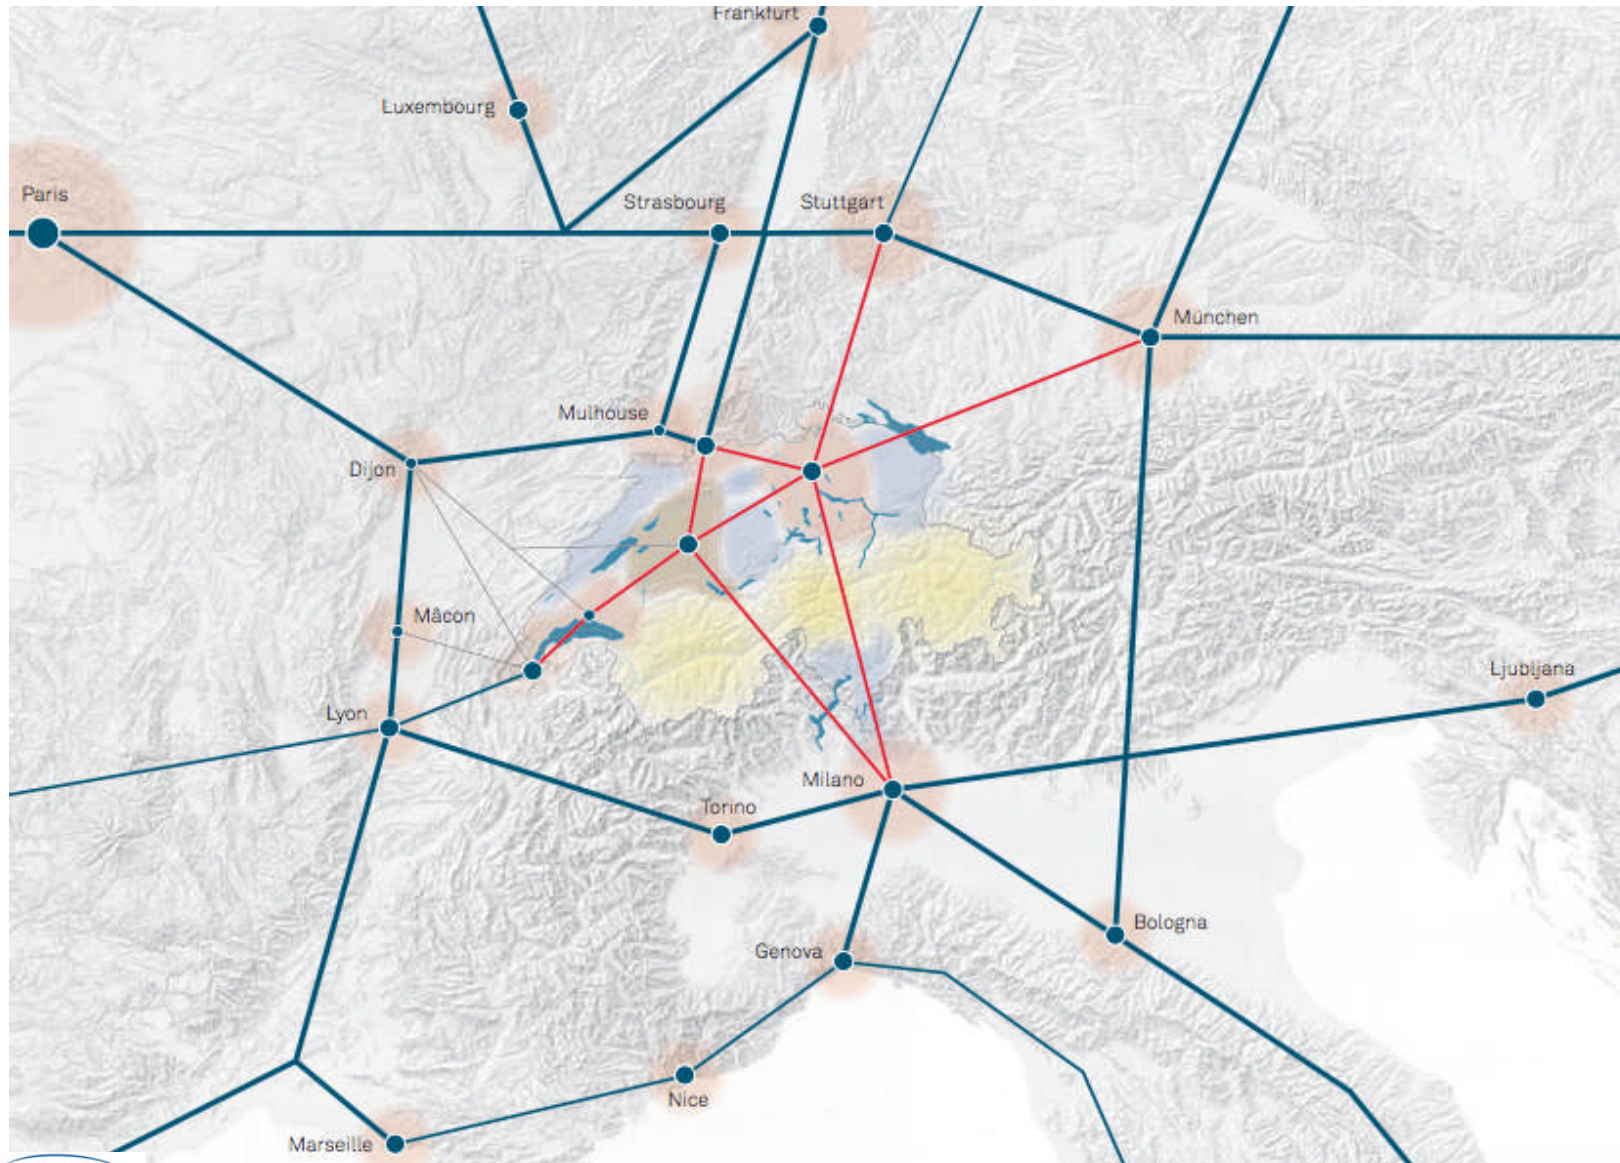 Frankfurt
Luxembourg
Paris
Strasbourg
Stuttgart
München
Mulhouse
Dijon
Mâcon
Ljubljana
Lyon
Milano
Torino
Bologna
Genova
Nice
Marseille